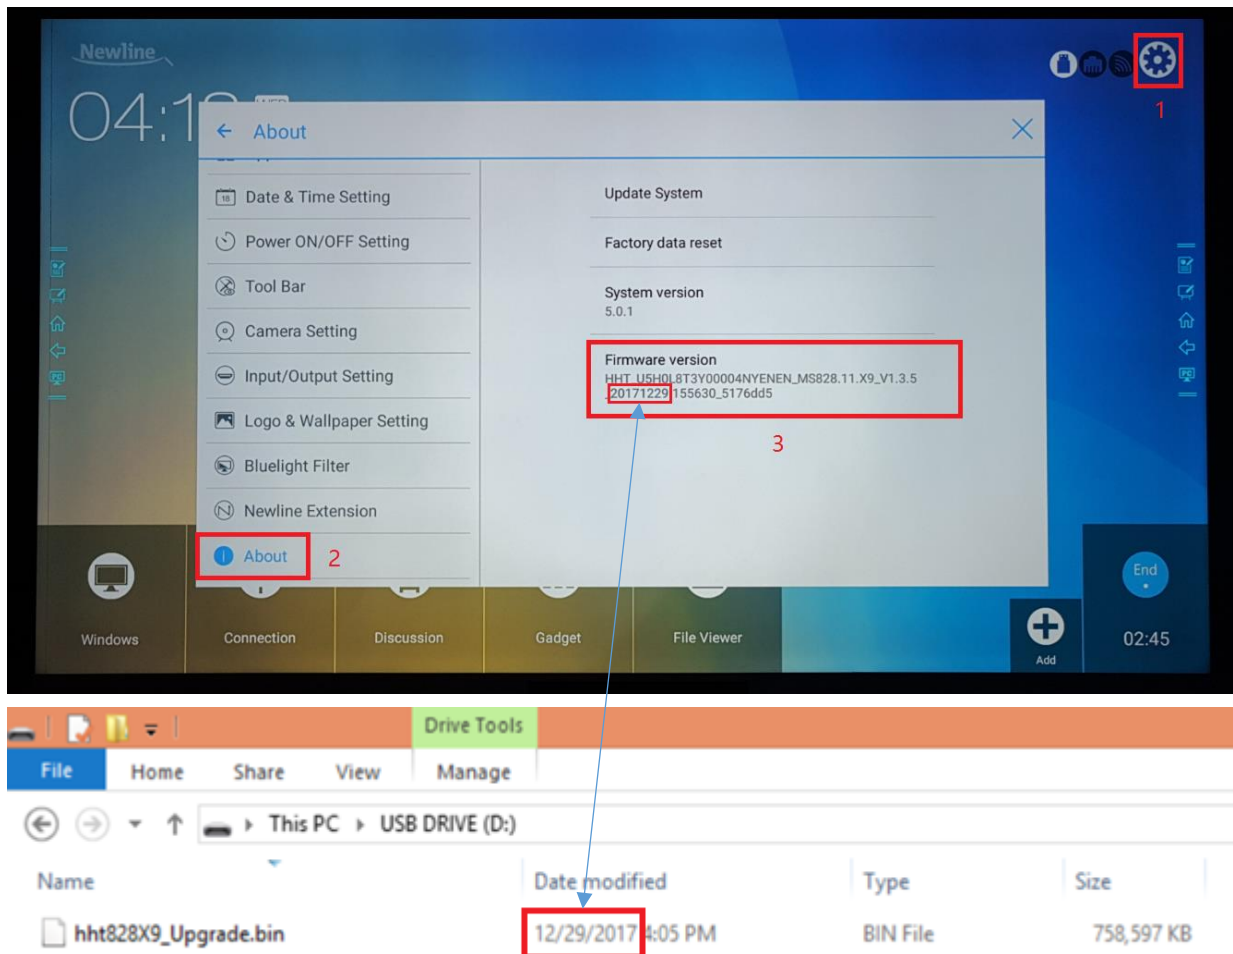 Newline
1
04:1
← About
Date & Time Setting
Update System
Power ON/OFF Setting
Factory data reset
Tool Bar
System version
5.0.1
Camera Setting
Firmware version
HHT_U5H0L8T3Y00004NYENEN_MS828.11.X9_V1.3.5
_20171229_155630_5176dd5
Input/Output Setting
Logo & Wallpaper Setting
3
Bluelight Filter
Newline Extension
About
2
PC
PC
End
Windows
Connection
Discussion
Gadget
File Viewer
Add
02:45
Drive Tools
File Home Share View Manage
This PC USB DRIVE (D:)
Name Date modified Type Size
hht828X9_Upgrade.bin 12/29/2017 4:05 PM BIN File 758,597 KB